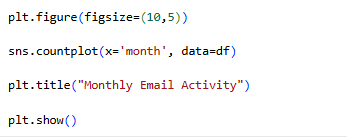 plt.figure(figsize=(10,5))
sns.countplot(x='month', data=df)
plt.title("Monthly Email Activity")
plt.show()